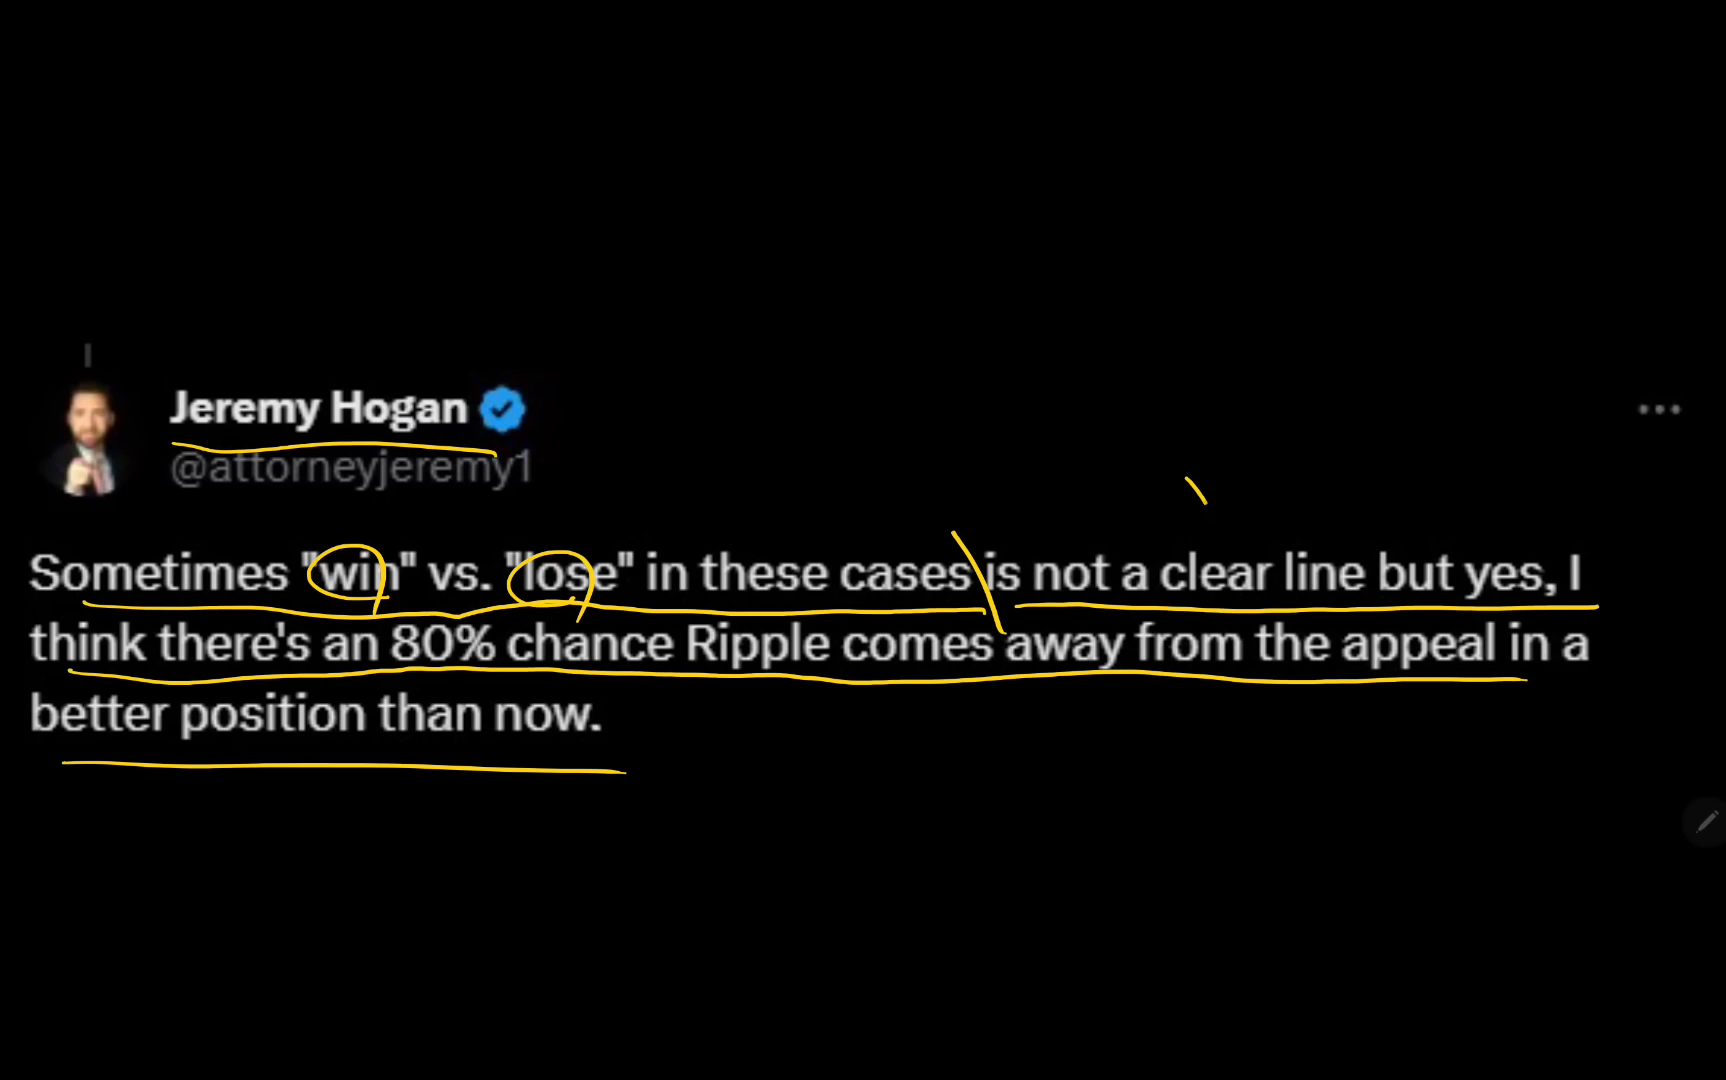 Jeremy Hogan
@attorneyjeremy1
Sometimes "win" vs. "lose" in these cases is not a clear line but yes, I
think there's an 80% chance Ripple comes away from the appeal in a
better position than now.